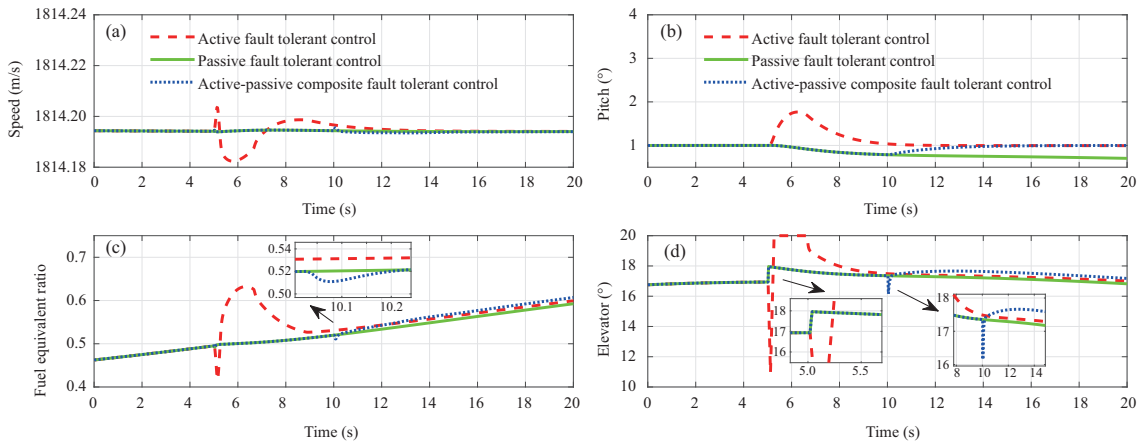 (a)
Active fault tolerant control
Passive fault tolerant control
Active-passive composite fault tolerant control
Speed (m/s)
1814.24
1814.22
1814.20
1814.18
0 2 4 6 8 10 12 14 16 18 20
Time (s)
(b)
Active fault tolerant control
Passive fault tolerant control
Active-passive composite fault tolerant control
Pitch (°)
4
3
2
1
0
0 2 4 6 8 10 12 14 16 18 20
Time (s)
(c)
Fuel equivalent ratio
0.7
0.6
0.5
0.4
0.54
0.52
0.50
10.1 10.2
0 2 4 6 8 10 12 14 16 18 20
Time (s)
(d)
Elevator (°)
20
18
16
14
12
10
18
17
16
5.0 5.5
18
17
16
8 10 12 14
0 2 4 6 8 10 12 14 16 18 20
Time (s)